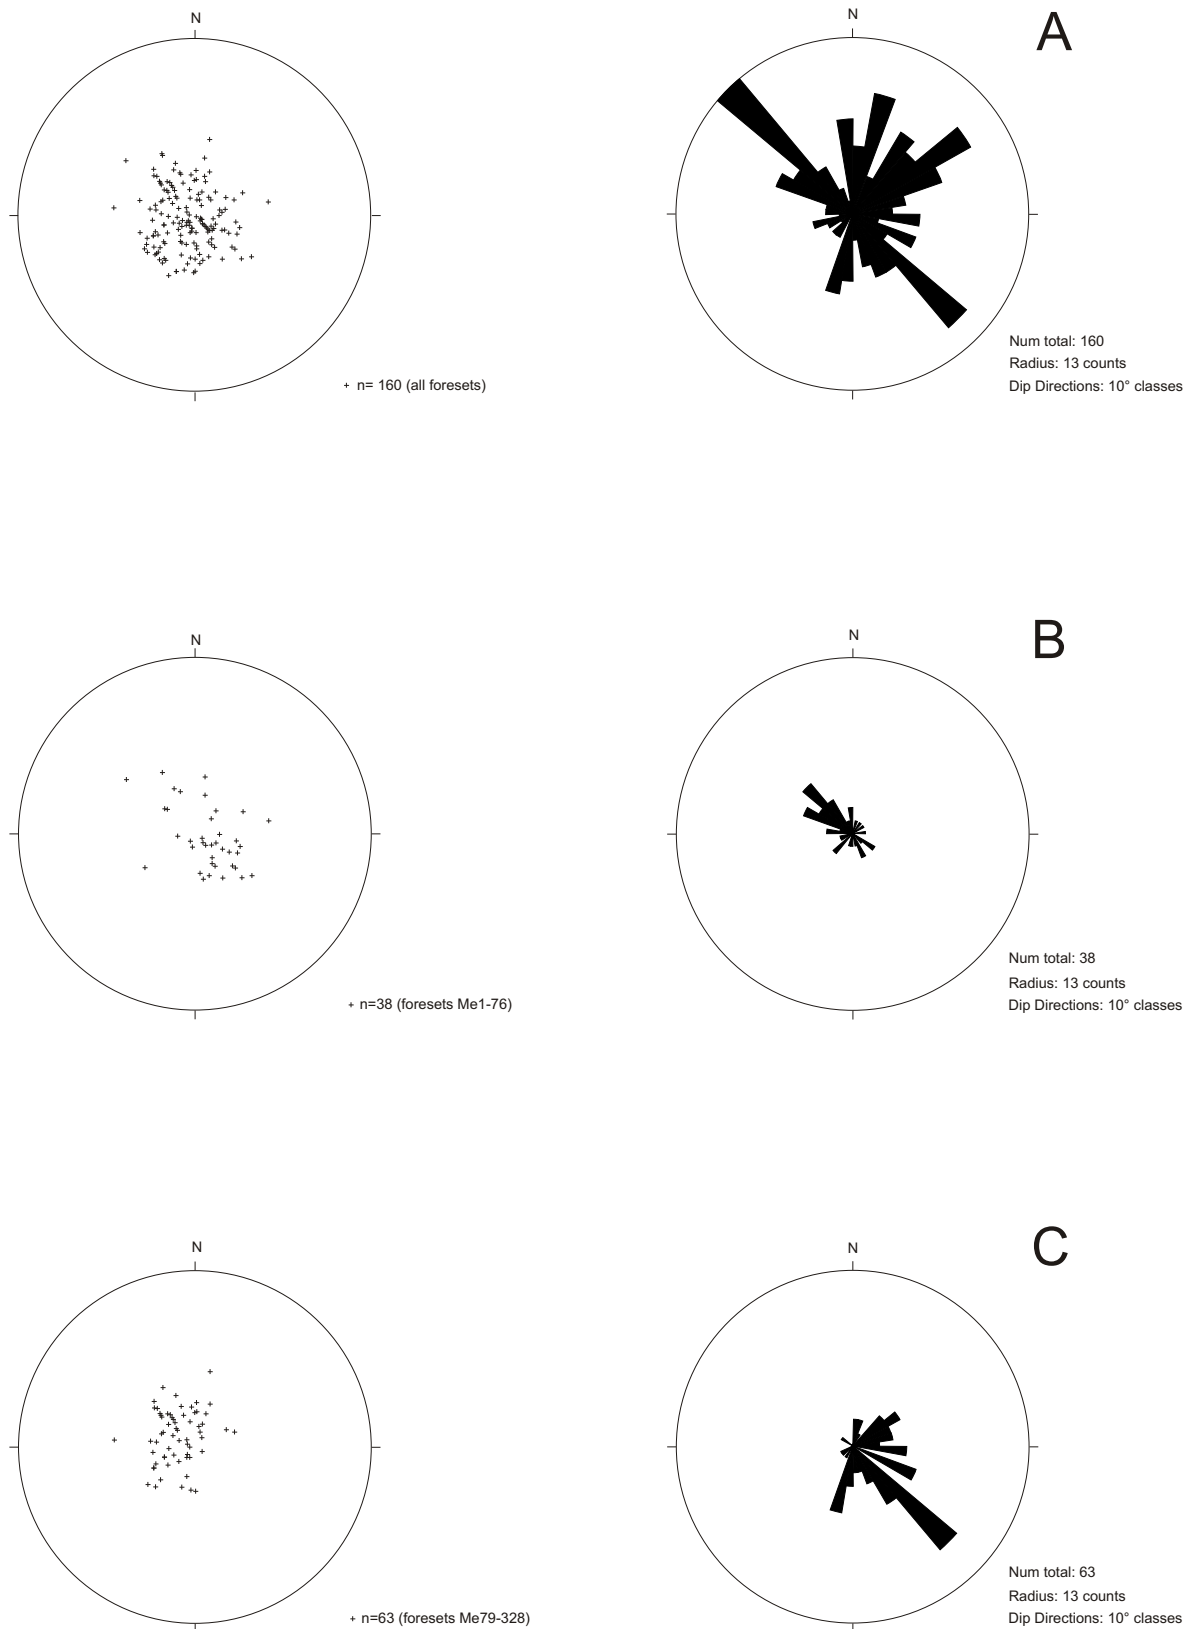 N
N
A
Num total: 160
Radius: 13 counts
Dip Directions: 10° classes
+ n= 160 (all foresets)
N
N
B
Num total: 38
Radius: 13 counts
Dip Directions: 10° classes
+ n=38 (foresets Me1-76)
N
N
C
Num total: 63
Radius: 13 counts
Dip Directions: 10° classes
+ n=63 (foresets Me79-328)